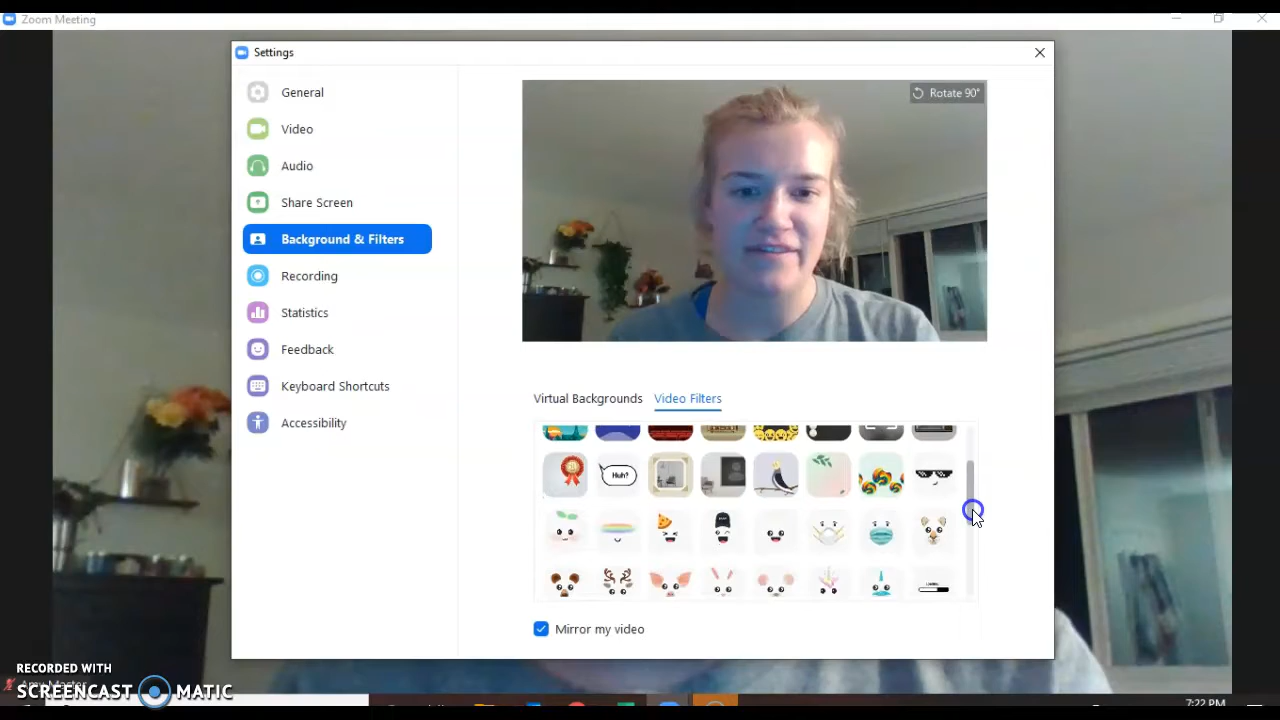 Zoom Meeting
Settings
General
Video
Audio
Share Screen
Background & Filters
Recording
Statistics
Feedback
Keyboard Shortcuts
Accessibility
Rotate 90°
Virtual Backgrounds
Video Filters
Huh?
Mirror my video
RECORDED WITH
SCREENCAST MATIC
7:22 PM